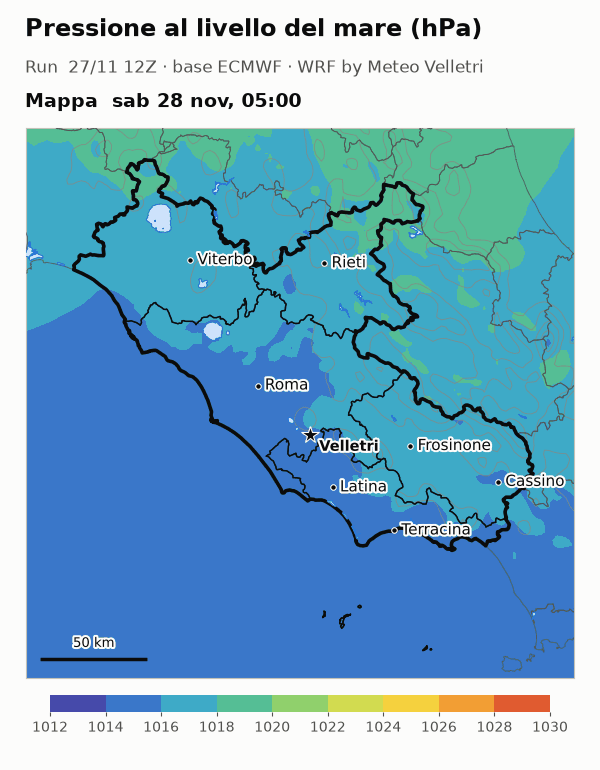 Pressione al livello del mare (hPa)
Run  27/11 12Z · base ECMWF · WRF by Meteo Velletri
Mappa  sab 28 nov, 05:00
Viterbo
Rieti
Roma
Velletri
Frosinone
Cassino
Latina
Terracina
50 km
1012 1014 1016 1018 1020 1022 1024 1026 1028 1030